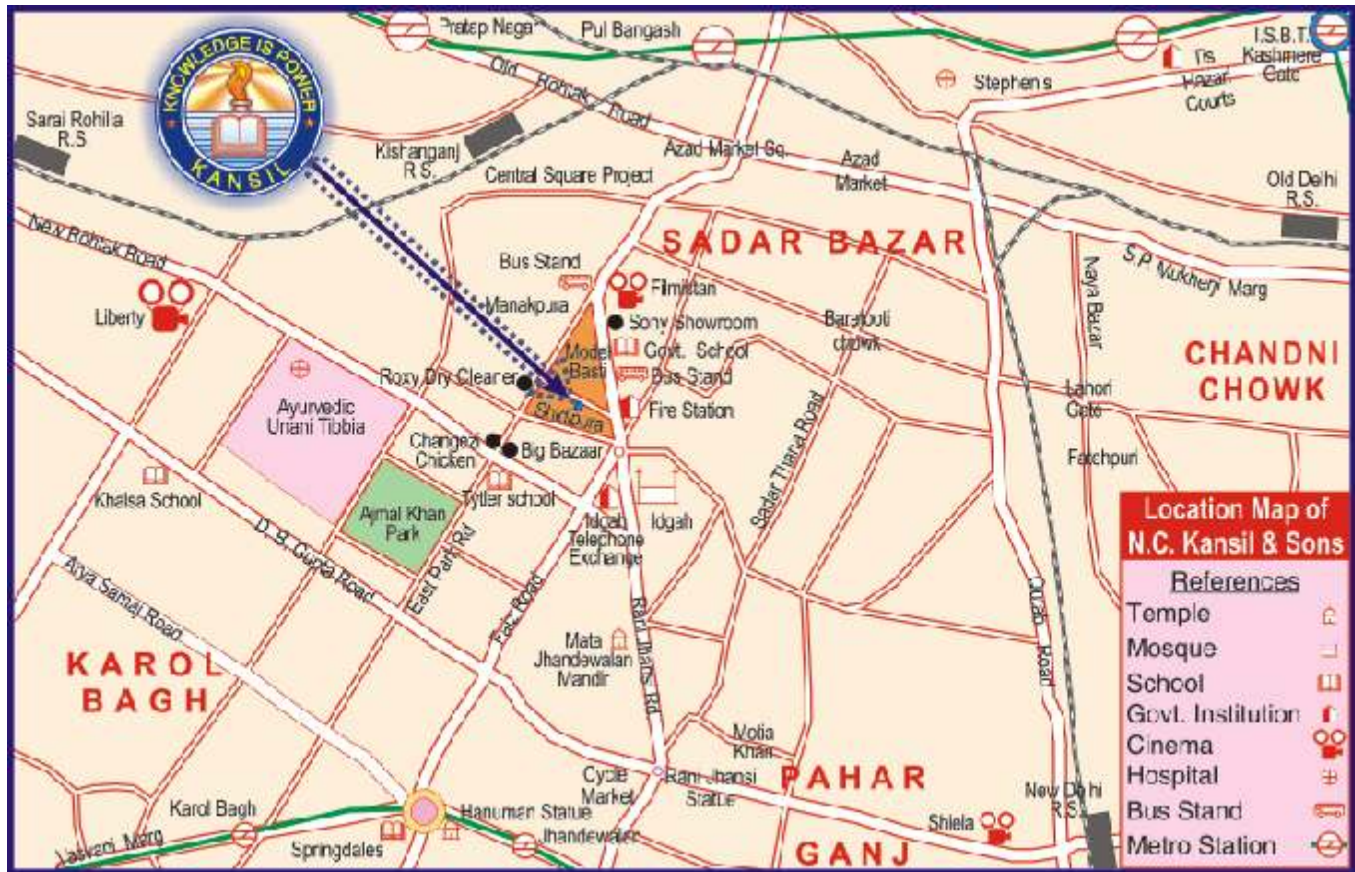 Pratap Nagar
Pul Bangash
I.S.B.T.
Kashmere
Gate
Tis
Hazari
Courts
KNOWLEDGE IS POWER
KANSIL
Old Rohtak Road
Stephen's
Sarai Rohilla
R.S
Kishanganj
R.S.
Azad Market Sq.
Azad
Market
Central Square Project
Old Delhi
R.S.
New Rohtak Road
SADAR BAZAR
S.P. Mukherji Marg
Naya Bazar
Bus Stand
Manakpura
Filmistan
Liberty
Sony Showroom
Baratooti
chowk
Model
Basti
Govt. School
CHANDNI
CHOWK
Roxy Dry Cleaner
Bus Stand
Lahori
Gate
Shidipura
Fire Station
Ayurvedic
Unani Tibbia
Changezi
Chicken
Big Bazaar
Sadar Thana Road
Fatehpuri
Khalsa School
Tytler school
Ajmal Khan
Park
Idgah
Telephone
Exchange
Idgah
D. B. Gupta Road
East Park Rd
Location Map of
N.C. Kansil & Sons
References
Temple
Mosque
School
Govt. Institution
Cinema
Hospital
Bus Stand
Metro Station
Arya Samaj Road
Faiz Road
Rani Jhansi Rd
Qutab Road
Mata
Jhandewalan
Mandir
KAROL
BAGH
Motia
Khan
Cycle
Market
Rani Jhansi
Statue
PAHAR
GANJ
New Delhi
R.S.
Karol Bagh
Hanuman Statue
Shiela
Springdales
Marg